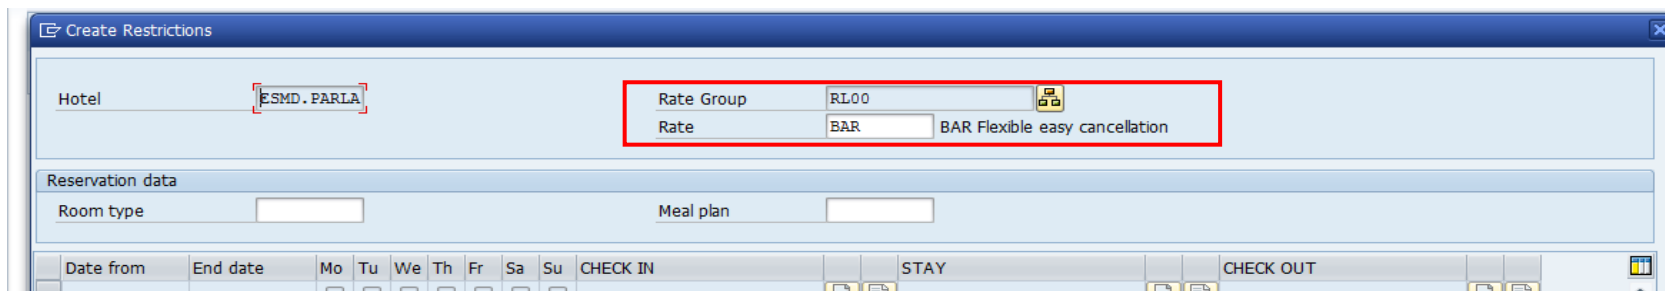 Create Restrictions
Hotel ESMD.PARLA Rate Group RL00
Rate BAR BAR Flexible easy cancellation
Reservation data
Room type Meal plan
Date from End date Mo Tu We Th Fr Sa Su CHECK IN STAY CHECK OUT